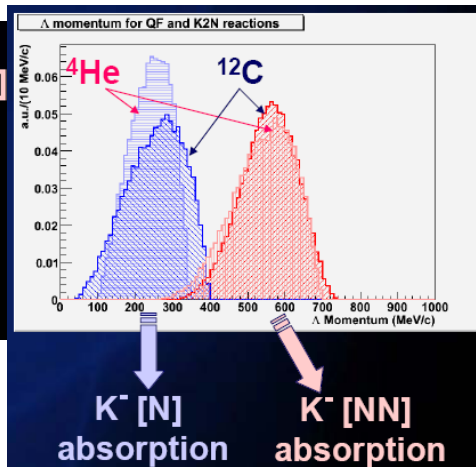 Λ momentum for QF and K2N reactions
a.u./(10 MeV/c)
0.06
0.05
0.04
0.03
0.02
0.01
0
⁴He
¹²C
0 100 200 300 400 500 600 700 800 900 1000
Λ Momentum (MeV/c)
K⁻ [N]
absorption
K⁻ [NN]
absorption